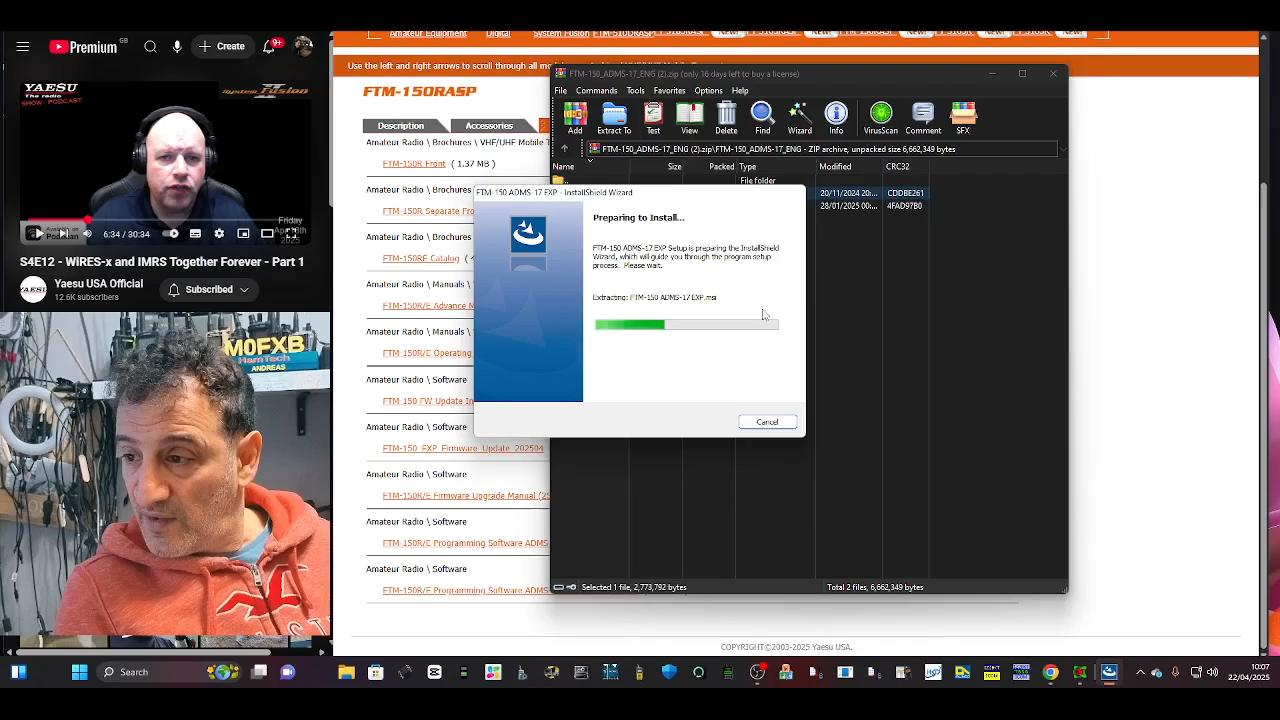 Premium GB
Create
9+
YAESU
The radio
SHOW - PODCAST
System Fusion II
Friday
2025
6:34 / 30:34
S4E12 - WIRES-x and IMRS Together Forever - Part 1
Yaesu USA Official
12.6K subscribers
Subscribed
M0FXB
HamTech
ANDREAS
Amateur Equipment
Digital
System Fusion
Use the left and right arrows to scroll through all
FTM-150RASP
Description
Accessories
Amateur Radio \ Brochures \ VHF/UHF Mobile
FTM-150R Front ( 1.37 MB )
Amateur Radio \ Brochures
FTM-150R Separate
Amateur Radio \ Brochures
FTM-150RE Catalog
Amateur Radio \ Manuals
FTM-150R/E Advance
Amateur Radio \ Manuals
FTM-150R/E Operating
Amateur Radio \ Software
FTM-150 FW Update
Amateur Radio \ Software
FTM-150_EXP_Firmware_Update_202504
Amateur Radio \ Software
FTM-150R/E Firmware Upgrade Manual
Amateur Radio \ Software
FTM-150R/E Programming Software ADMS
Amateur Radio \ Software
FTM-150R/E Programming Software ADMS
COPYRIGHT©2003-2025 Yaesu USA.
FTM-150_ADMS-17_ENG (2).zip (only 16 days left to buy a license)
File Commands Tools Favorites Options Help
Add Extract To Test View Delete Find Wizard Info VirusScan Comment SFX
FTM-150_ADMS-17_ENG (2).zip\FTM-150_ADMS-17_ENG - ZIP archive, unpacked size 6,662,349 bytes
Name Size Packed Type Modified CRC32
.. File folder
20/11/2024 20:... CDDBE261
28/01/2025 00:... 4FAD97B0
Selected 1 file, 2,773,792 bytes
Total 2 files, 6,662,349 bytes
FTM-150 ADMS-17 EXP - InstallShield Wizard
Preparing to Install...
FTM-150 ADMS-17 EXP Setup is preparing the InstallShield
Wizard, which will guide you through the program setup
process. Please wait.
Extracting: FTM-150 ADMS-17 EXP.msi
Cancel
Search
10:07
22/04/2025